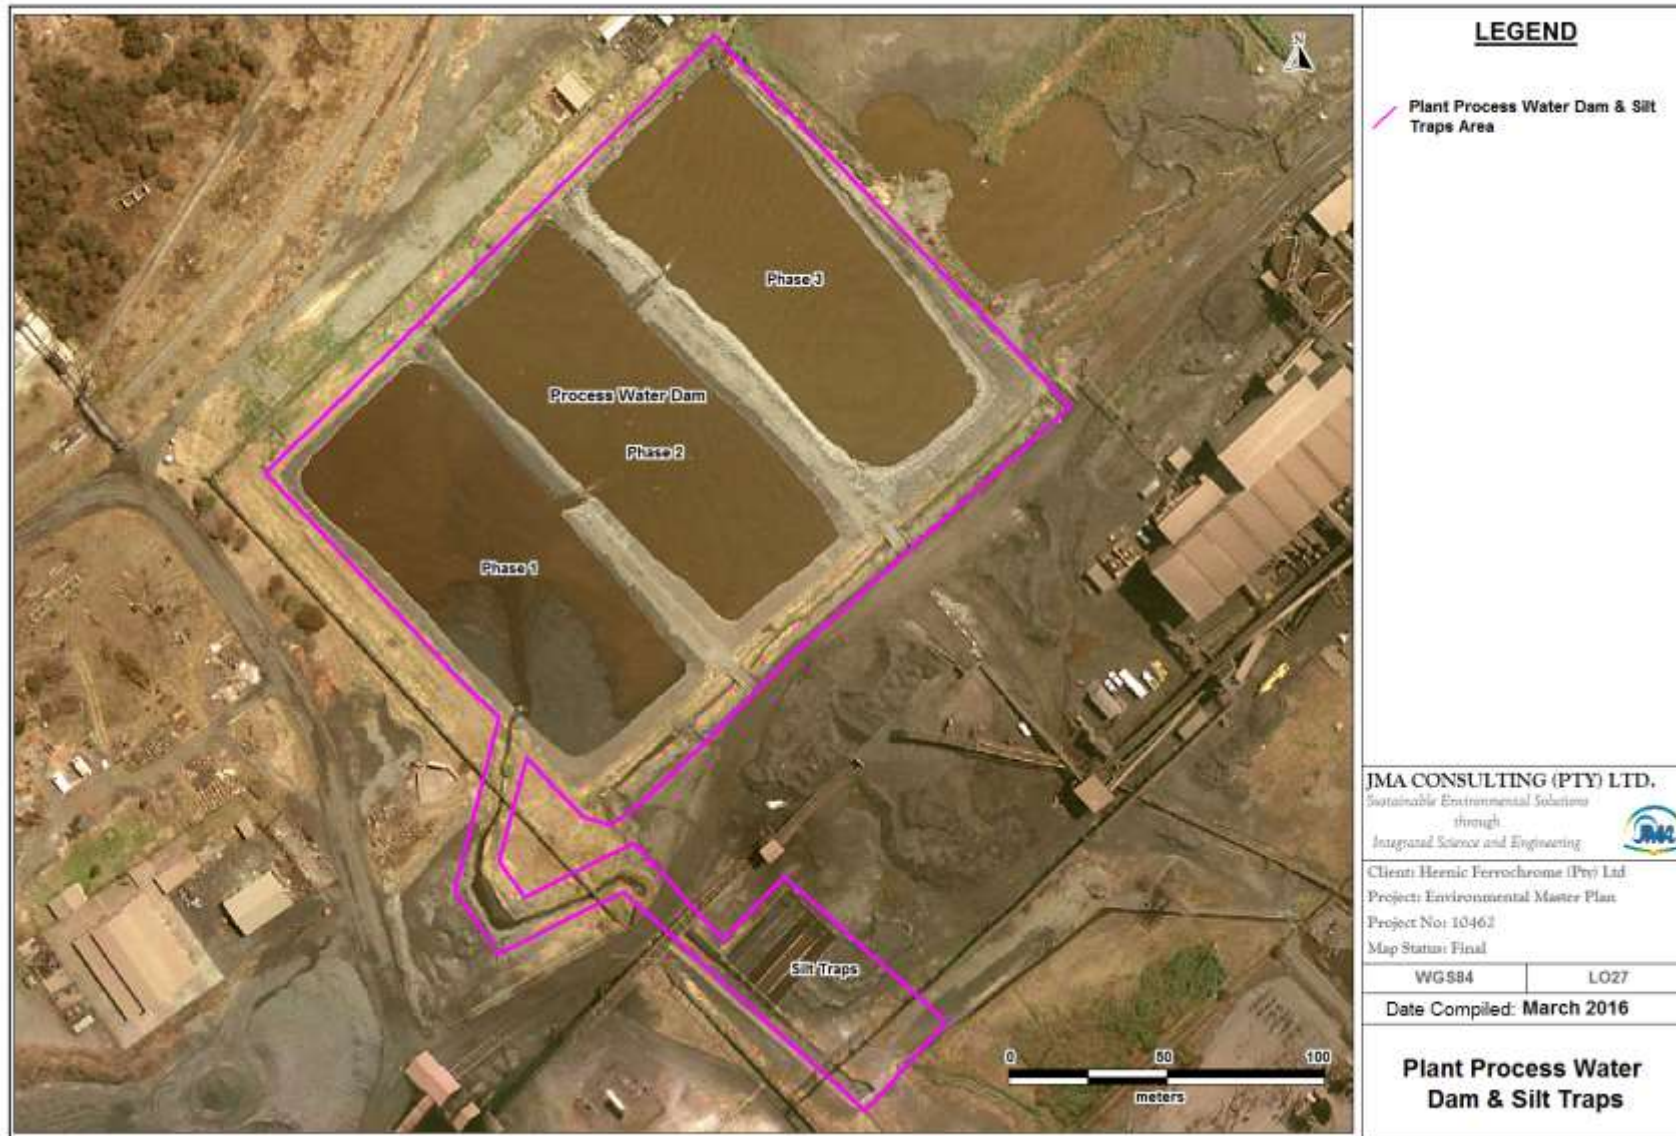 N
Phase 3
Process Water Dam
Phase 2
Phase 1
Silt Traps
0 50 100
meters
LEGEND
Plant Process Water Dam & Silt
Traps Area
JMA CONSULTING (PTY) LTD.
Sustainable Environmental Solutions
through
Integrated Science and Engineering
JMA
Client: Hernic Ferrochrome (Pty) Ltd
Project: Environmental Master Plan
Project No: 10462
Map Status: Final
WGS84 LO27
Date Compiled: March 2016
Plant Process Water
Dam & Silt Traps